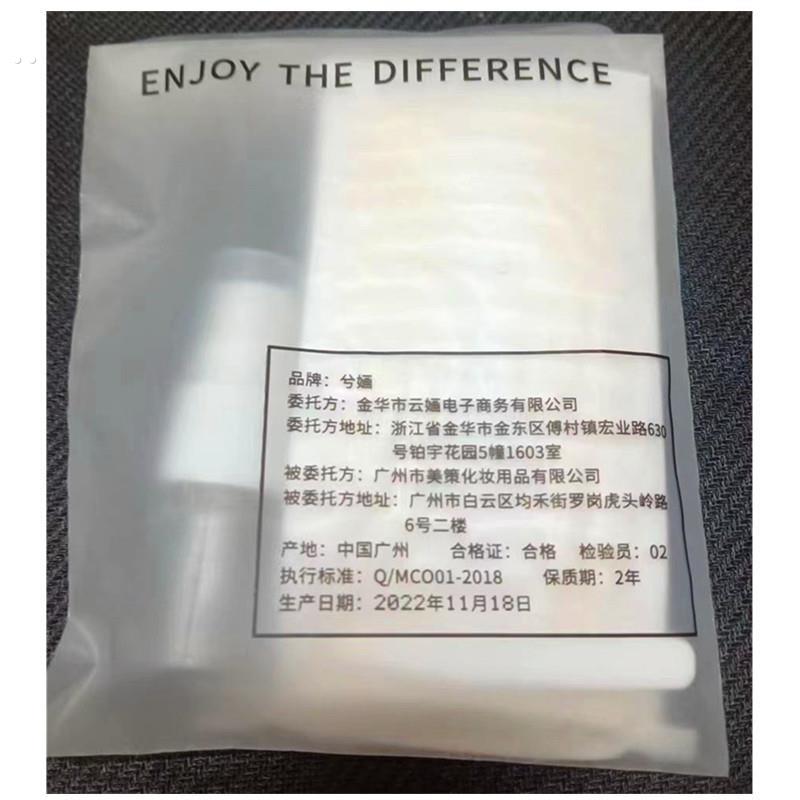 ENJOY THE DIFFERENCE
品牌：兮婳
委托方：金华市云婳电子商务有限公司
委托方地址：浙江省金华市金东区傅村镇宏业路630
号铂宇花园5幢1603室
被委托方：广州市美策化妆用品有限公司
被委托方地址：广州市白云区均禾街罗岗虎头岭路
6号二楼
产地：中国广州 合格证：合格 检验员：02
执行标准：Q/MCO01-2018 保质期：2年
生产日期：2022年11月18日